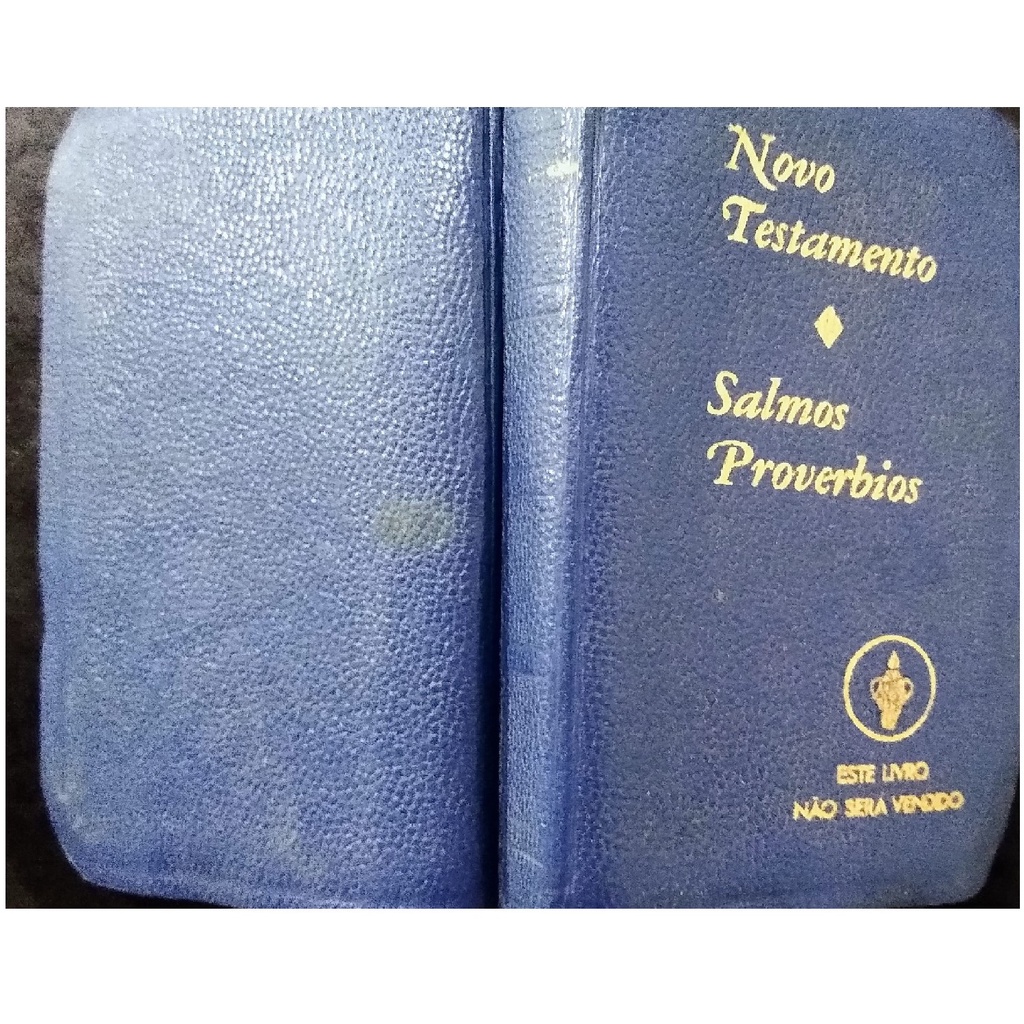 Novo
Testamento
Salmos
Proverbios
ESTE LIVRO
NÃO SERA VENDIDO